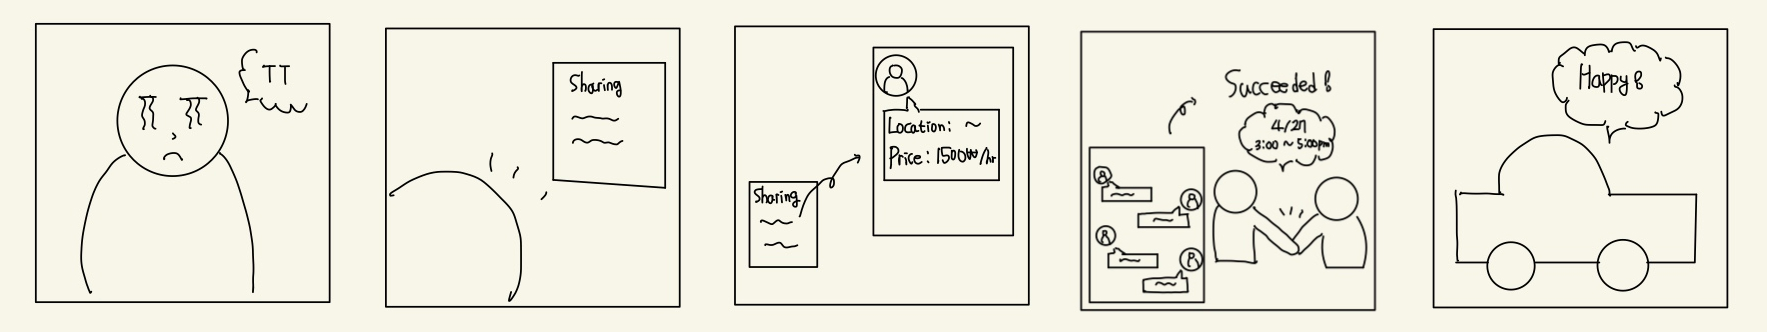 TT
Sharing
Sharing
Location: ~
Price: 1500₩/hr
Succeeded!
4/27
3:00 ~ 5:00pm
Happy!